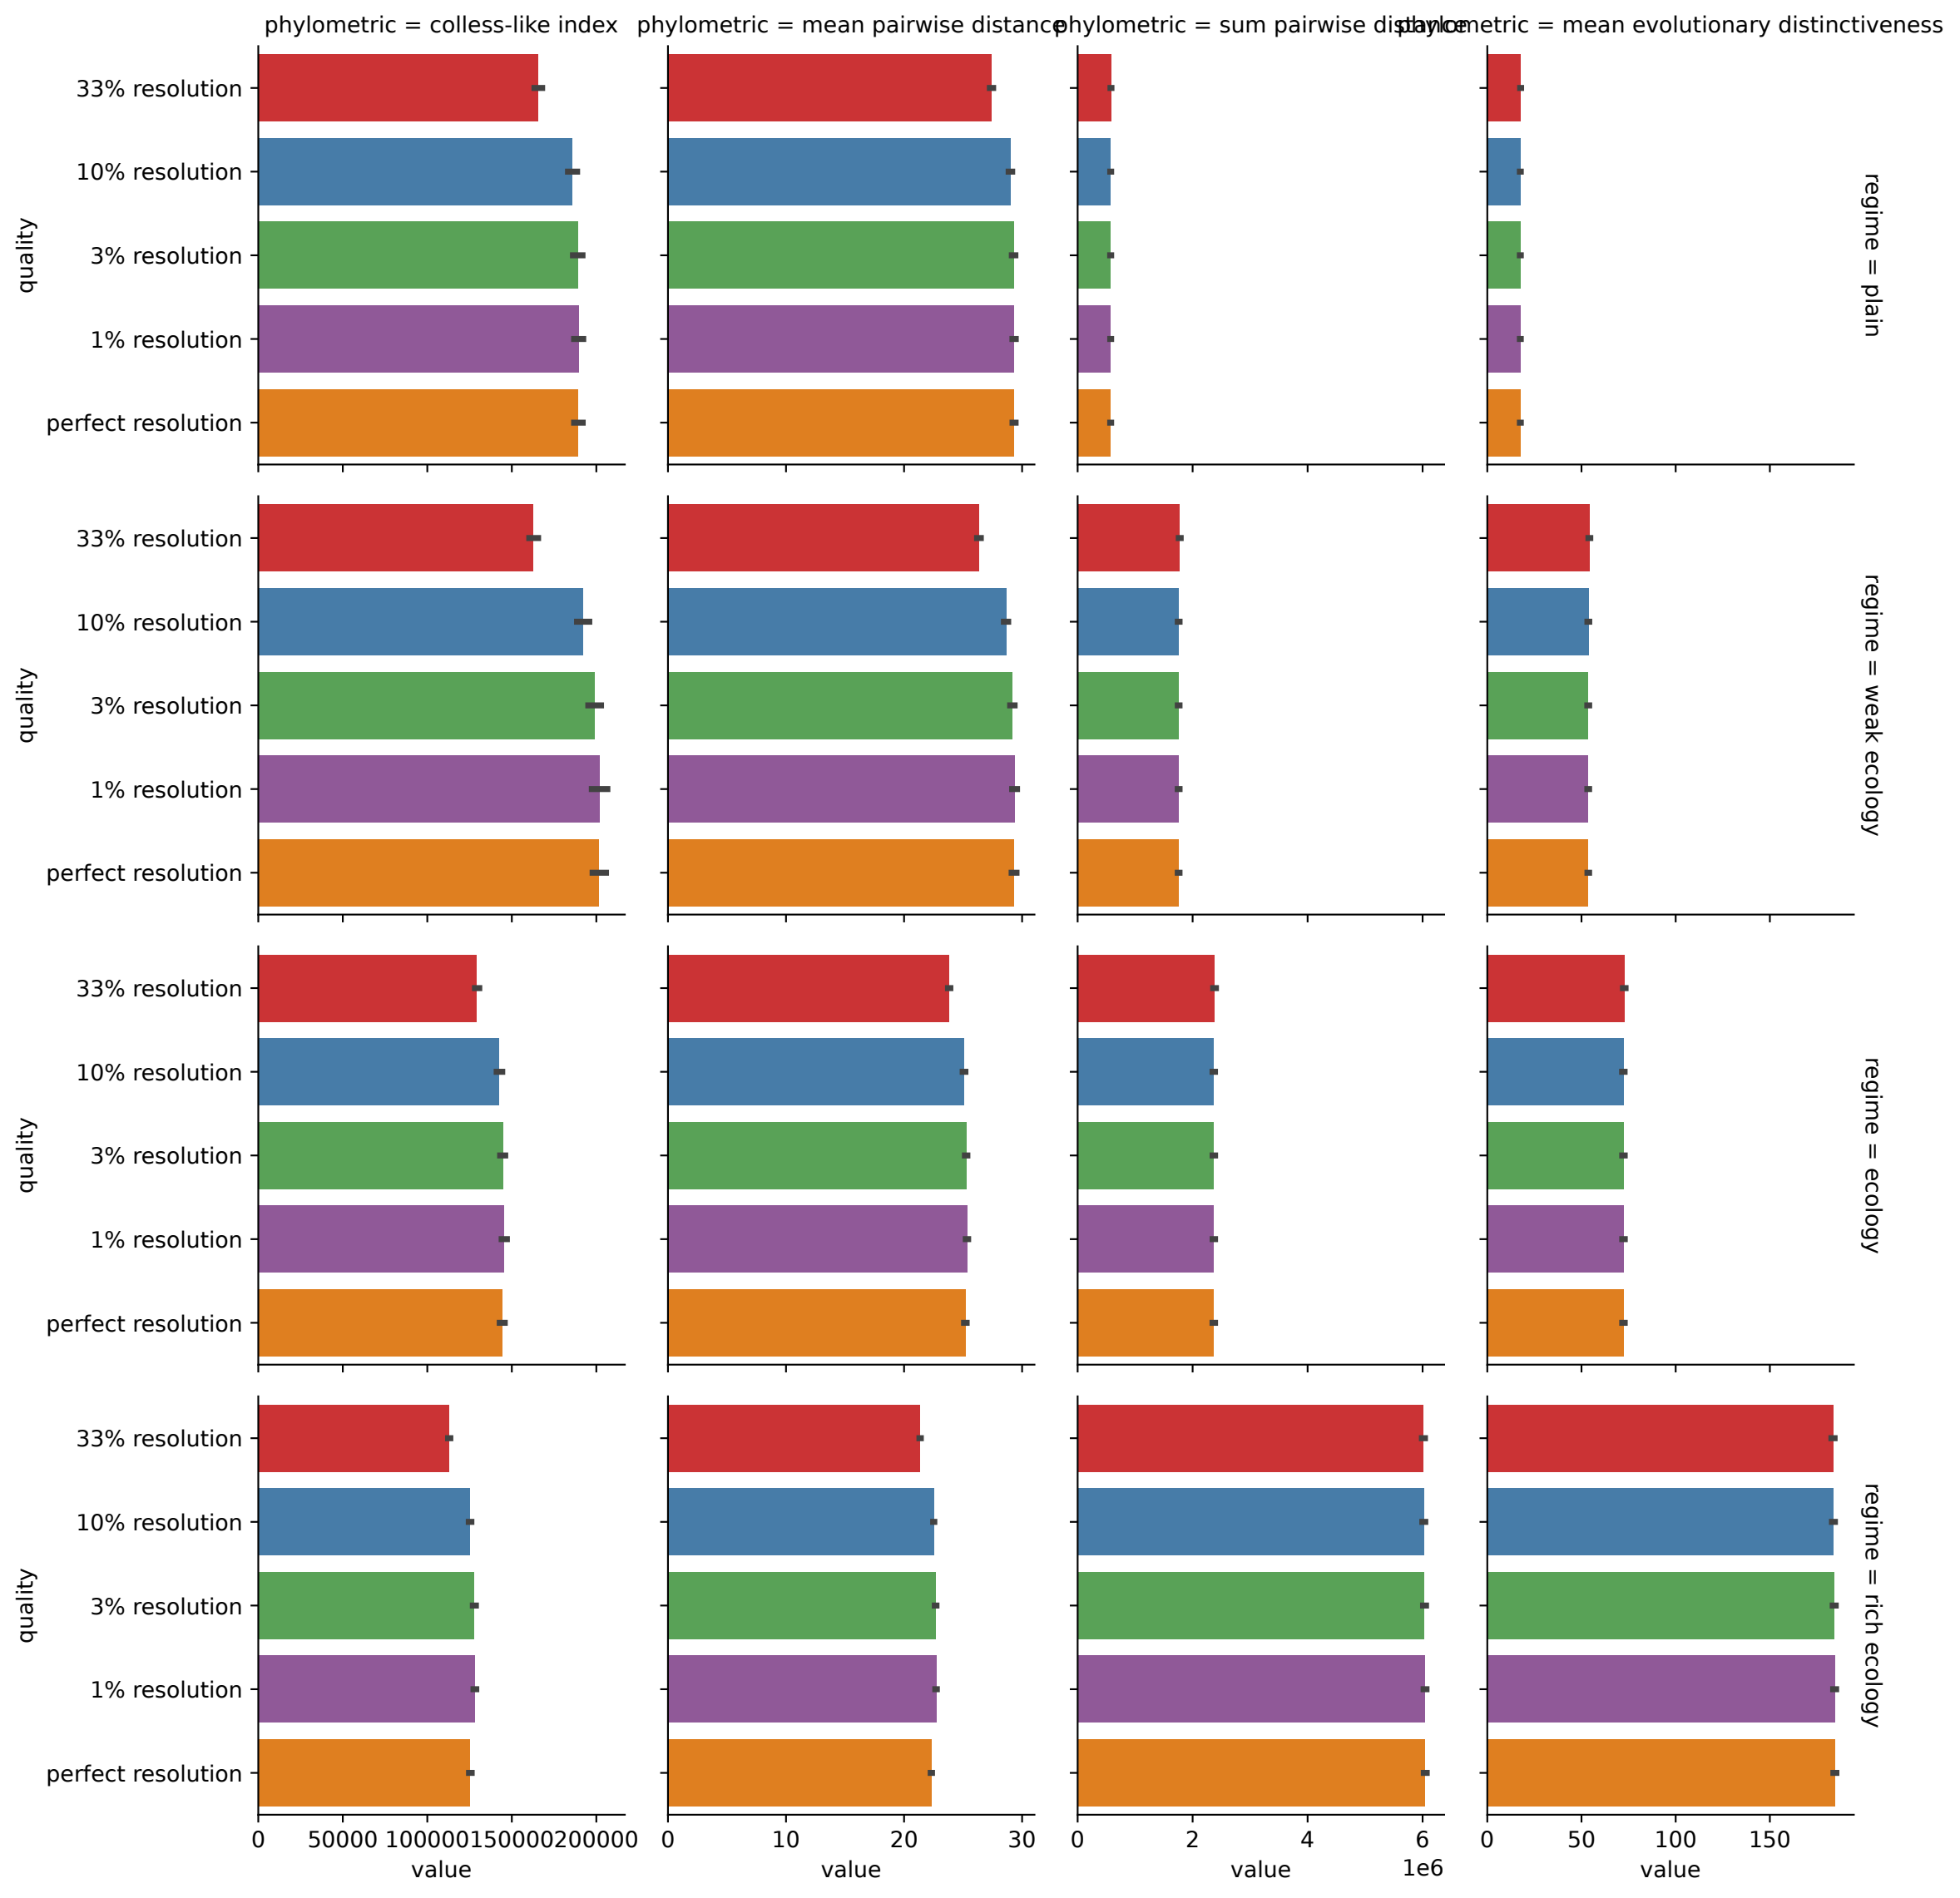 phylometric = colless-like index
phylometric = mean pairwise distance
phylometric = sum pairwise distance
phylometric = mean evolutionary distinctiveness
quality
33% resolution
10% resolution
3% resolution
1% resolution
perfect resolution
regime = plain
quality
33% resolution
10% resolution
3% resolution
1% resolution
perfect resolution
regime = weak ecology
quality
33% resolution
10% resolution
3% resolution
1% resolution
perfect resolution
regime = ecology
quality
33% resolution
10% resolution
3% resolution
1% resolution
perfect resolution
regime = rich ecology
0 50000 100000 150000 200000
value
0 10 20 30
value
0 2 4 6
1e6
value
0 50 100 150
value